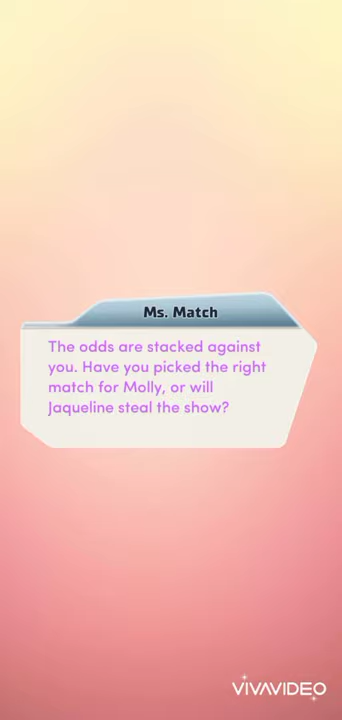 Ms. Match
The odds are stacked against
you. Have you picked the right
match for Molly, or will
Jaqueline steal the show?
VIVAVIDEO